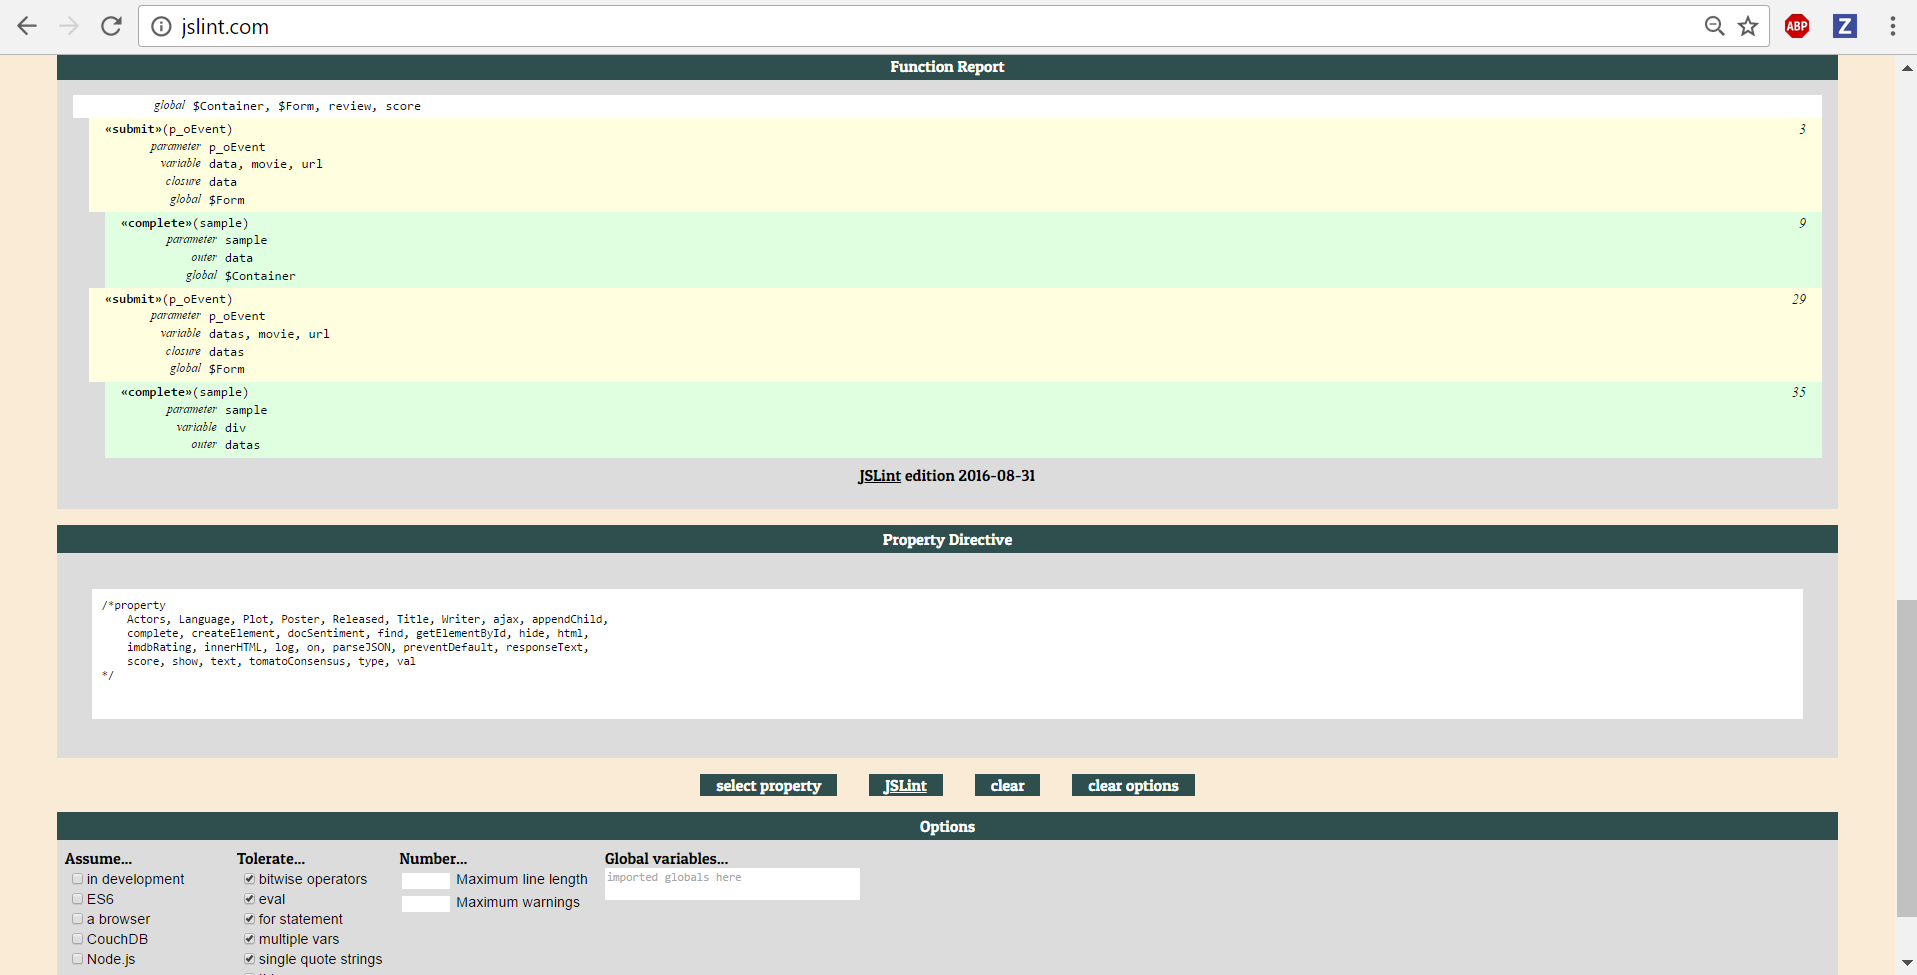 jslint.com
ABP
Z
Function Report
global $Container, $Form, review, score
«submit»(p_oEvent) 3
parameter p_oEvent
variable data, movie, url
closure data
global $Form
«complete»(sample) 9
parameter sample
outer data
global $Container
«submit»(p_oEvent) 29
parameter p_oEvent
variable datas, movie, url
closure datas
global $Form
«complete»(sample) 35
parameter sample
variable div
outer datas
JSLint edition 2016-08-31
Property Directive
/*property
Actors, Language, Plot, Poster, Released, Title, Writer, ajax, appendChild,
complete, createElement, docSentiment, find, getElementById, hide, html,
imdbRating, innerHTML, log, on, parseJSON, preventDefault, responseText,
score, show, text, tomatoConsensus, type, val
*/
select property JSLint clear clear options
Options
Assume... Tolerate... Number... Global variables...
in development bitwise operators Maximum line length imported globals here
ES6 eval Maximum warnings
a browser for statement
CouchDB multiple vars
Node.js single quote strings